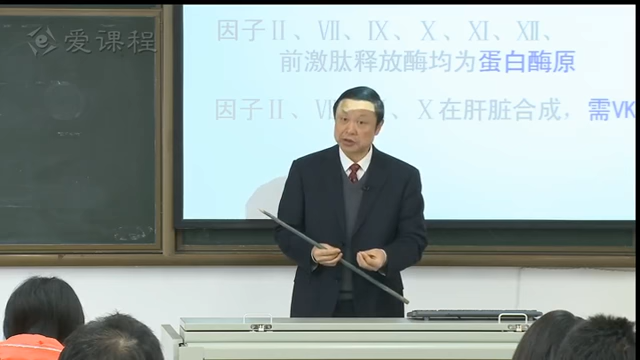 爱课程
因子Ⅱ、Ⅶ、Ⅸ、Ⅹ、Ⅺ、Ⅻ、
前激肽释放酶均为蛋白酶原
因子Ⅱ、Ⅶ、Ⅹ在肝脏合成，需VK